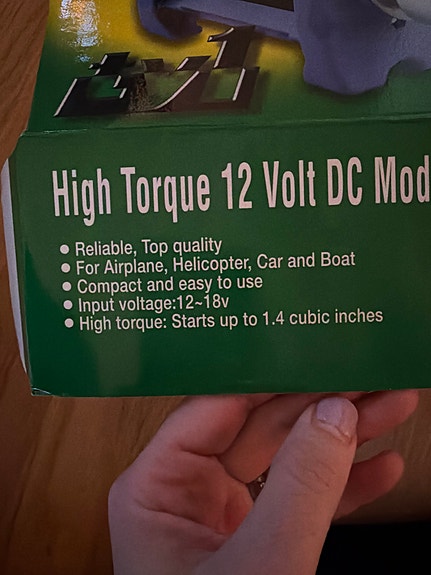 High Torque 12 Volt DC Mod
● Reliable, Top quality
● For Airplane, Helicopter, Car and Boat
● Compact and easy to use
● Input voltage:12~18v
● High torque: Starts up to 1.4 cubic inches